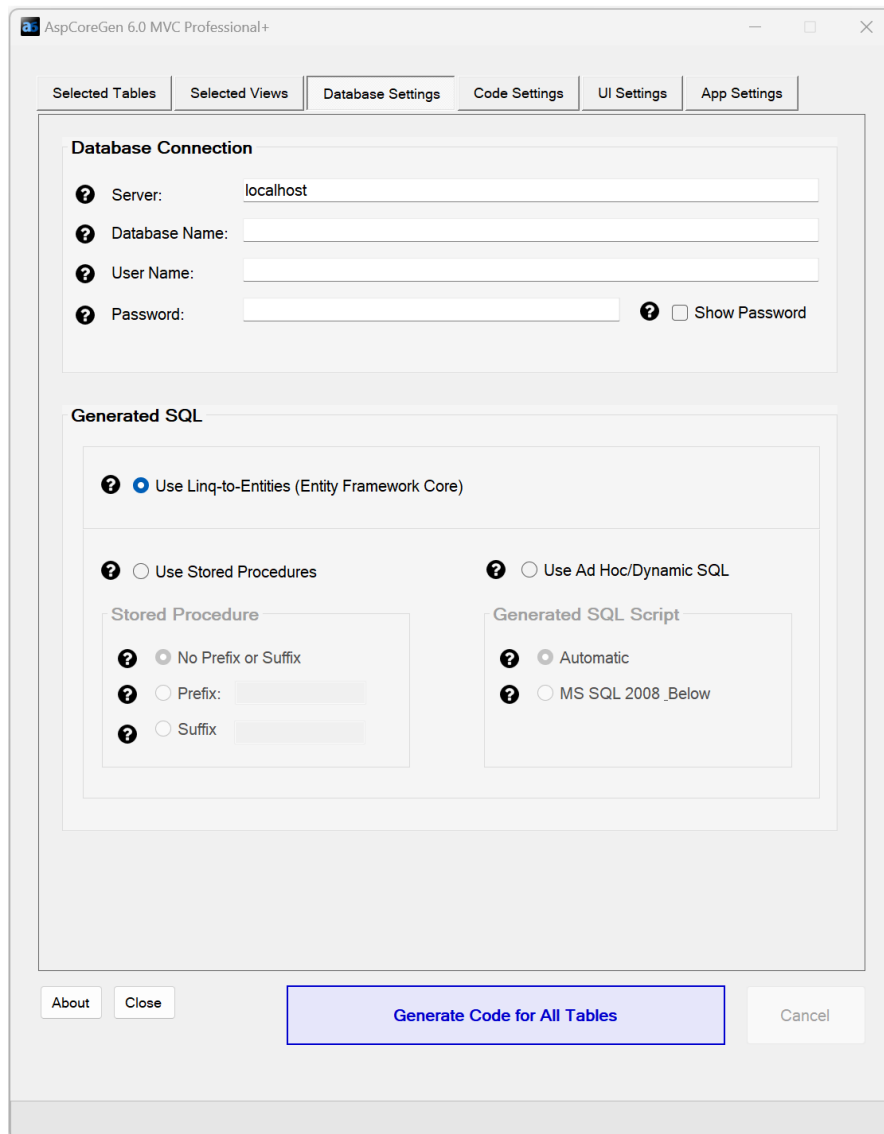 AspCoreGen 6.0 MVC Professional+
Selected Tables Selected Views Database Settings Code Settings UI Settings App Settings
Database Connection
Server: localhost
Database Name:
User Name:
Password: Show Password
Generated SQL
Use Linq-to-Entities (Entity Framework Core)
Use Stored Procedures Use Ad Hoc/Dynamic SQL
Stored Procedure Generated SQL Script
No Prefix or Suffix Automatic
Prefix: MS SQL 2008 _Below
Suffix
About Close Generate Code for All Tables Cancel